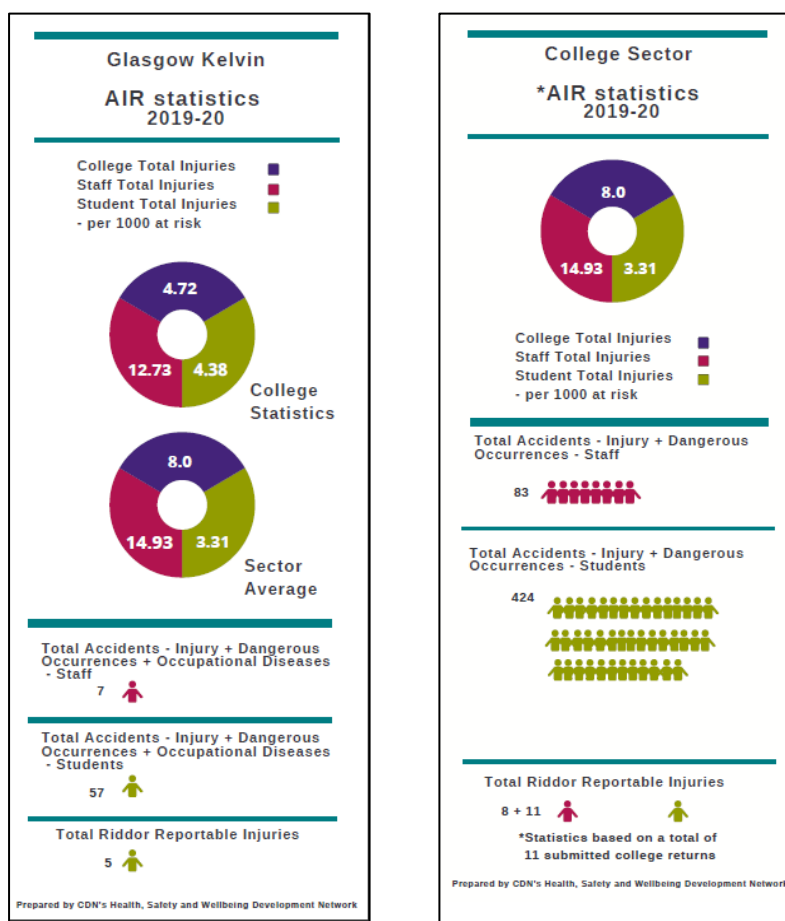 Glasgow Kelvin
AIR statistics
2019-20
College Total Injuries
Staff Total Injuries
Student Total Injuries
- per 1000 at risk
4.72
12.73
4.38
College
Statistics
8.0
14.93
3.31
Sector
Average
Total Accidents - Injury + Dangerous
Occurrences + Occupational Diseases
- Staff
7
Total Accidents - Injury + Dangerous
Occurrences + Occupational Diseases
- Students
57
Total Riddor Reportable Injuries
5
Prepared by CDN's Health, Safety and Wellbeing Development Network
College Sector
*AIR statistics
2019-20
8.0
14.93
3.31
College Total Injuries
Staff Total Injuries
Student Total Injuries
- per 1000 at risk
Total Accidents - Injury + Dangerous
Occurrences - Staff
83
Total Accidents - Injury + Dangerous
Occurrences - Students
424
Total Riddor Reportable Injuries
8 + 11
*Statistics based on a total of
11 submitted college returns
Prepared by CDN's Health, Safety and Wellbeing Development Network